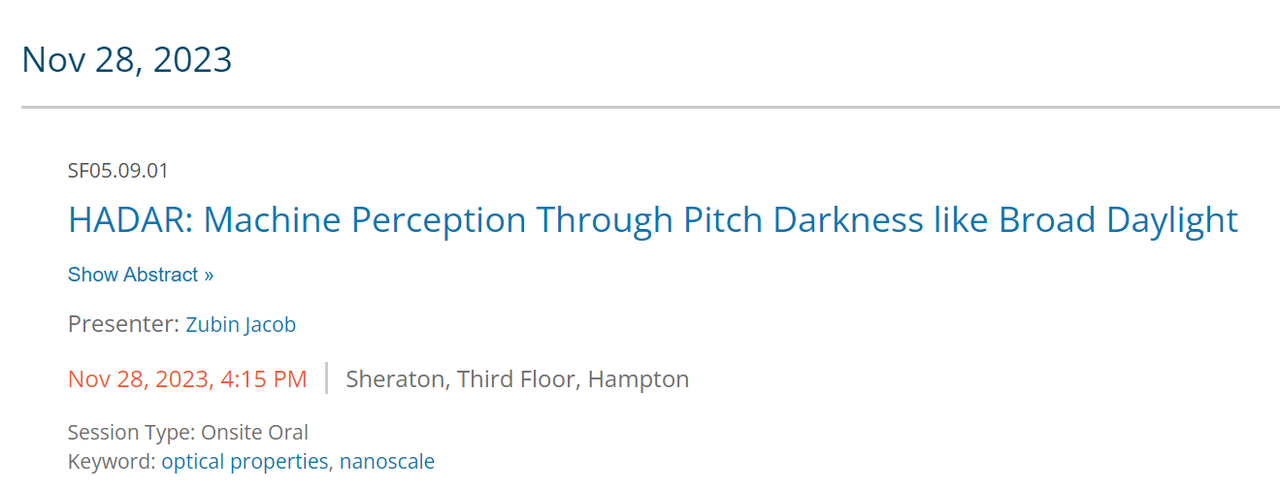 Nov 28, 2023
SF05.09.01
HADAR: Machine Perception Through Pitch Darkness like Broad Daylight
Show Abstract »
Presenter: Zubin Jacob
Nov 28, 2023, 4:15 PM Sheraton, Third Floor, Hampton
Session Type: Onsite Oral
Keyword: optical properties, nanoscale